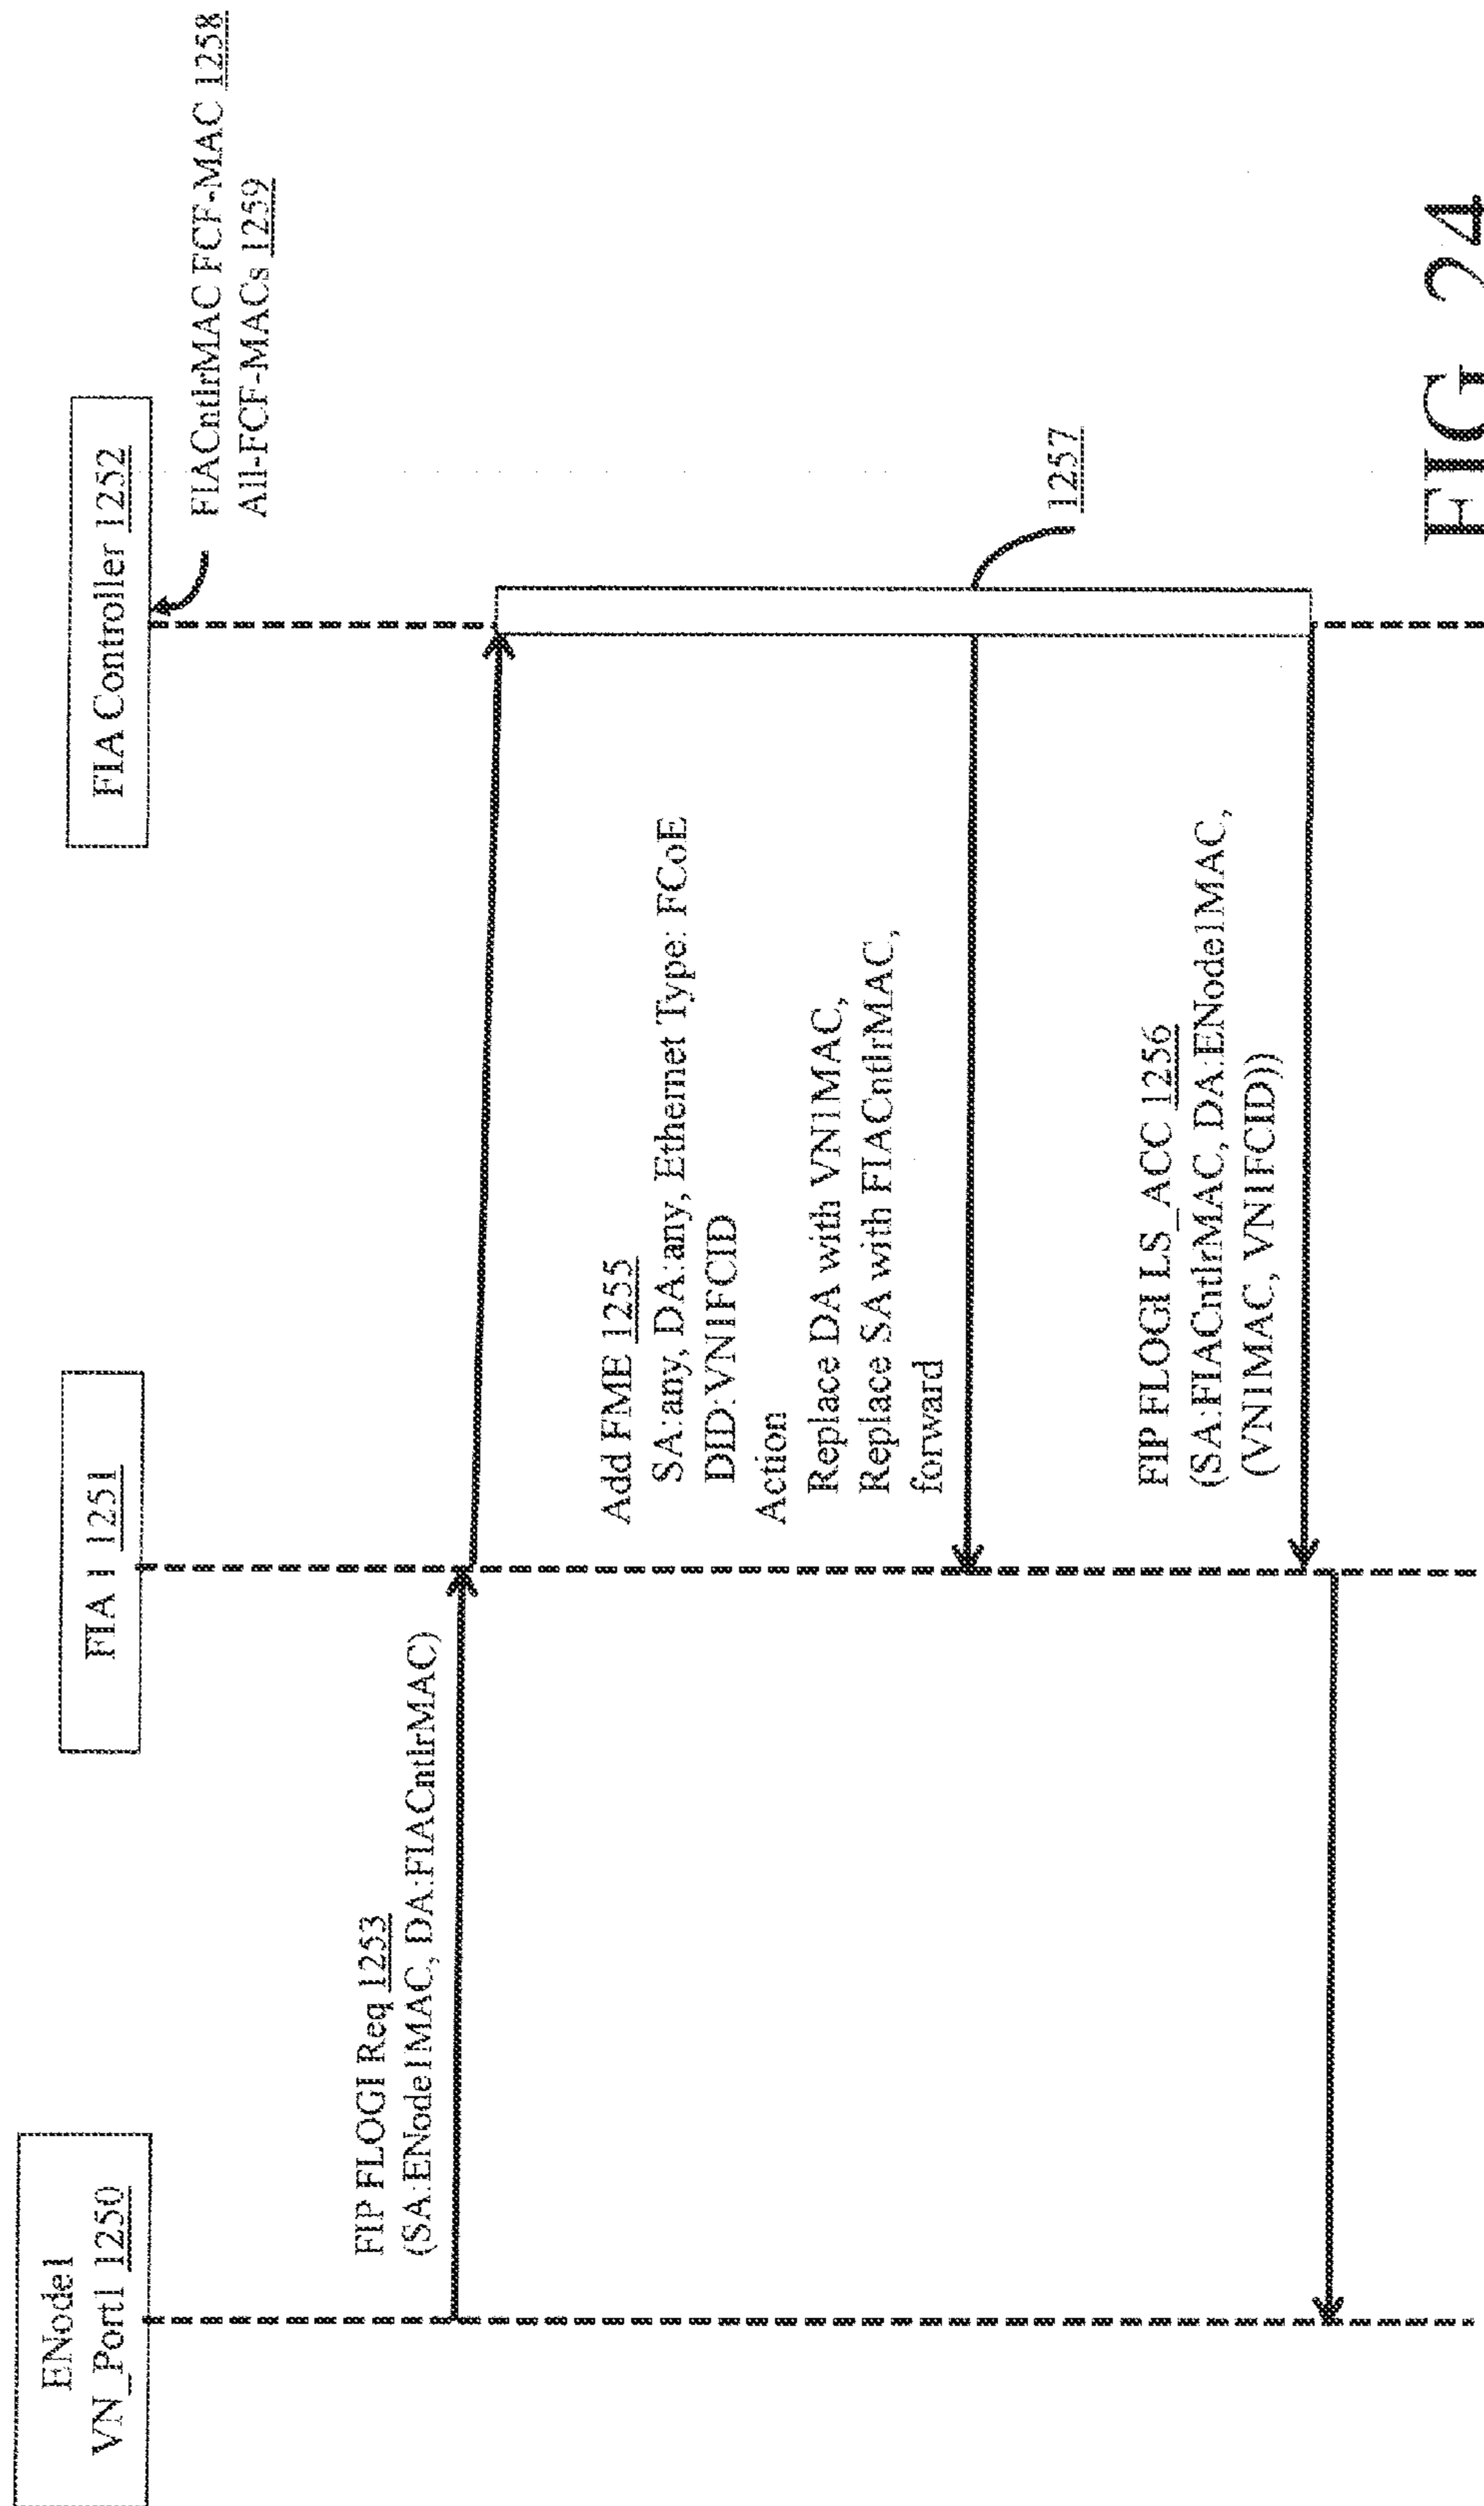 ENode1
VN_Port1 1250
FIA 1 1251
FIA Controller 1252
FIACntlrMAC FCF-MAC 1258
All-FCF-MACs 1259
FIP FLOGI Req 1253
(SA:ENode1MAC, DA:FIACntlrMAC)
Add FME 1255
SA:any, DA:any, Ethernet Type: FCoE
DID:VN1FCID
Action
Replace DA with VN1MAC,
Replace SA with FIACntlrMAC,
forward
1257
FIP FLOGI LS_ACC 1256
(SA:FIACntlrMAC, DA:ENode1MAC,
(VN1MAC, VN1FCID))
FIG 24